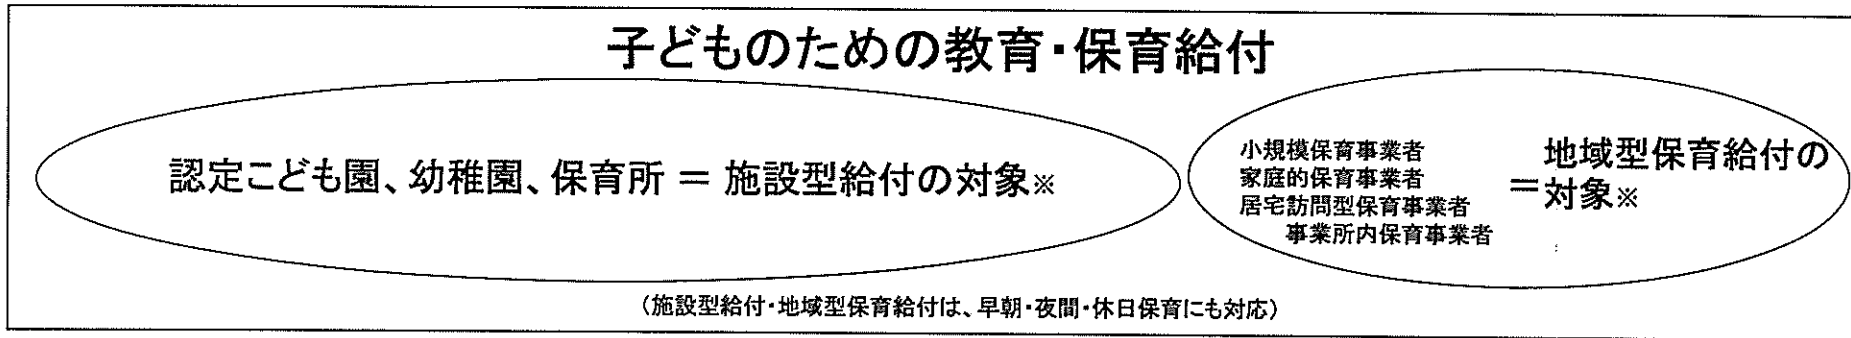 子どものための教育・保育給付
認定こども園、幼稚園、保育所 ＝ 施設型給付の対象※
小規模保育事業者
家庭的保育事業者
居宅訪問型保育事業者
事業所内保育事業者
＝
地域型保育給付の
対象※
（施設型給付・地域型保育給付は、早朝・夜間・休日保育にも対応）